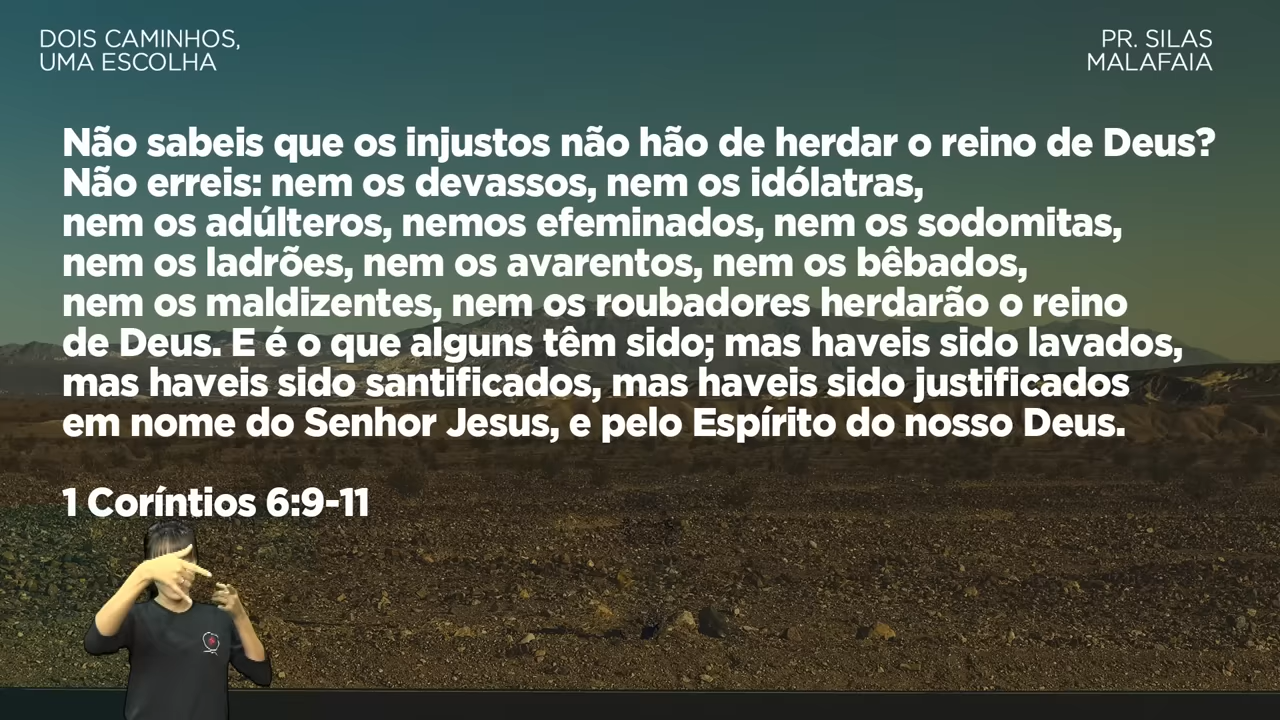 DOIS CAMINHOS,
UMA ESCOLHA
PR. SILAS
MALAFAIA
Não sabeis que os injustos não hão de herdar o reino de Deus?
Não erreis: nem os devassos, nem os idólatras,
nem os adúlteros, nemos efeminados, nem os sodomitas,
nem os ladrões, nem os avarentos, nem os bêbados,
nem os maldizentes, nem os roubadores herdarão o reino
de Deus. E é o que alguns têm sido; mas haveis sido lavados,
mas haveis sido santificados, mas haveis sido justificados
em nome do Senhor Jesus, e pelo Espírito do nosso Deus.
1 Coríntios 6:9-11